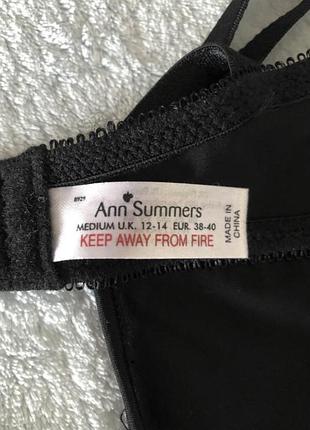 8929
Ann Summers
MEDIUM U.K. 12-14 EUR. 38-40
KEEP AWAY FROM FIRE
MADE IN
CHINA